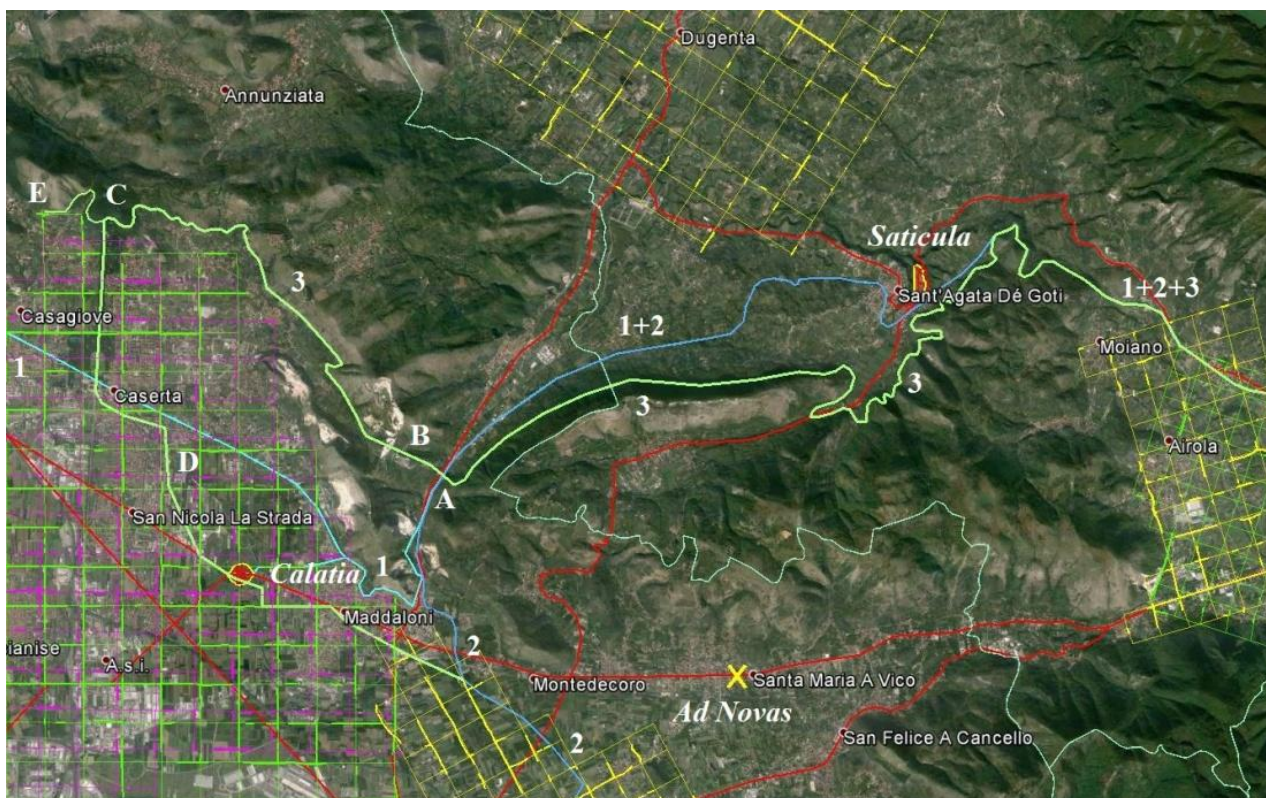 Dugenta
Annunziata
E
C
Saticula
3
Sant'Agata Dé Goti
1+2+3
Casagiove
1+2
Moiano
1
Caserta
3
3
B
Airola
D
A
San Nicola La Strada
Calatia
1
Maddaloni
ianise
A.s.i.
2
Montedecoro
Santa Maria A Vico
Ad Novas
2
San Felice A Cancello